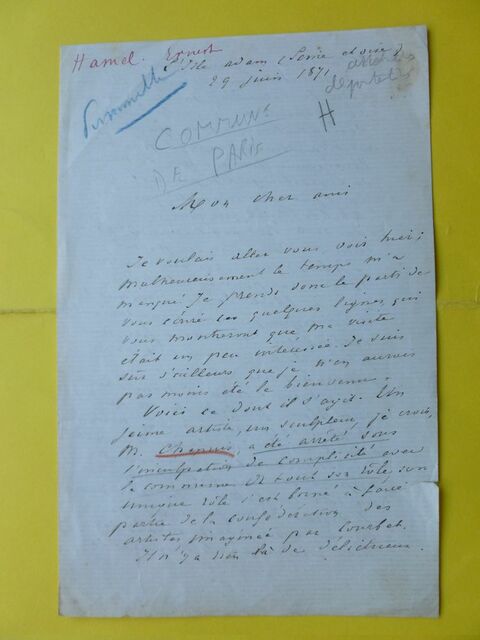 Hamel. Ernest
L'Isle adam (Seine et oise)
29 juin 1871
Personnelle
COMMUNE
DE PARIS
H
Mon cher ami
Je voulais aller vous voir hier;
malheureusement le temps m'a
manqué. Je prends donc le parti de
vous écrire ces quelques lignes qui
vous montreront que ma visite
était un peu intéressée. Je suis
sûr d'ailleurs que je n'en aurais
pas moins été le bienvenu.
Voici ce dont il s'agit. Un
jeune artiste, un sculpteur, je crois,
M. a été arrêté sous
l'inculpation de complicité avec
la commune. Or tout son rôle, son
unique rôle s'est borné à faire
partie de la confédération des
artistes imaginée par Courbet.
Il n'y a rien là de délictueux.